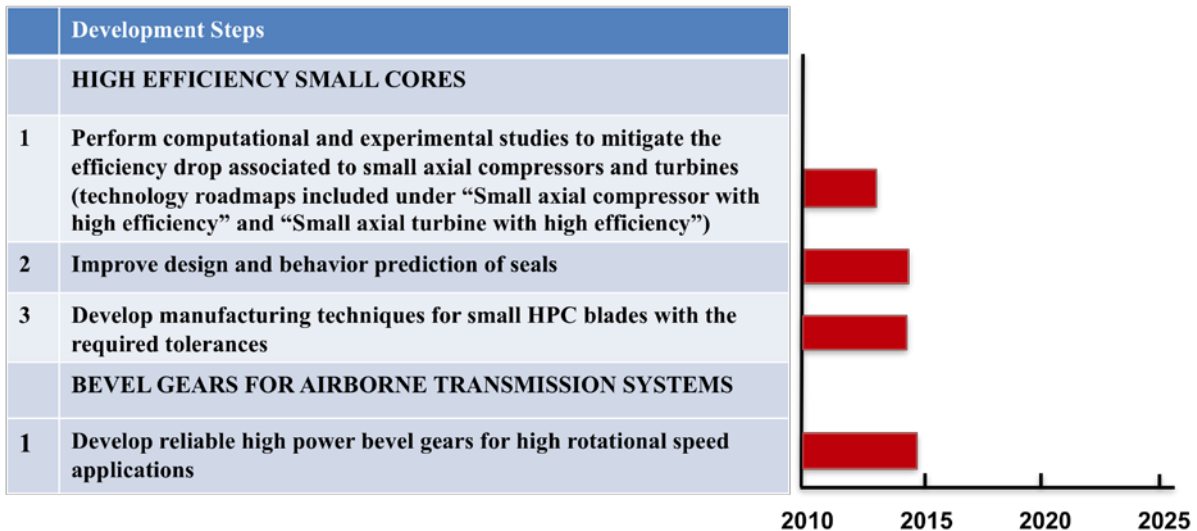 Development Steps
HIGH EFFICIENCY SMALL CORES
1 Perform computational and experimental studies to mitigate the
efficiency drop associated to small axial compressors and turbines
(technology roadmaps included under “Small axial compressor with
high efficiency” and “Small axial turbine with high efficiency”)
2 Improve design and behavior prediction of seals
3 Develop manufacturing techniques for small HPC blades with the
required tolerances
BEVEL GEARS FOR AIRBORNE TRANSMISSION SYSTEMS
1 Develop reliable high power bevel gears for high rotational speed
applications
2010 2015 2020 2025